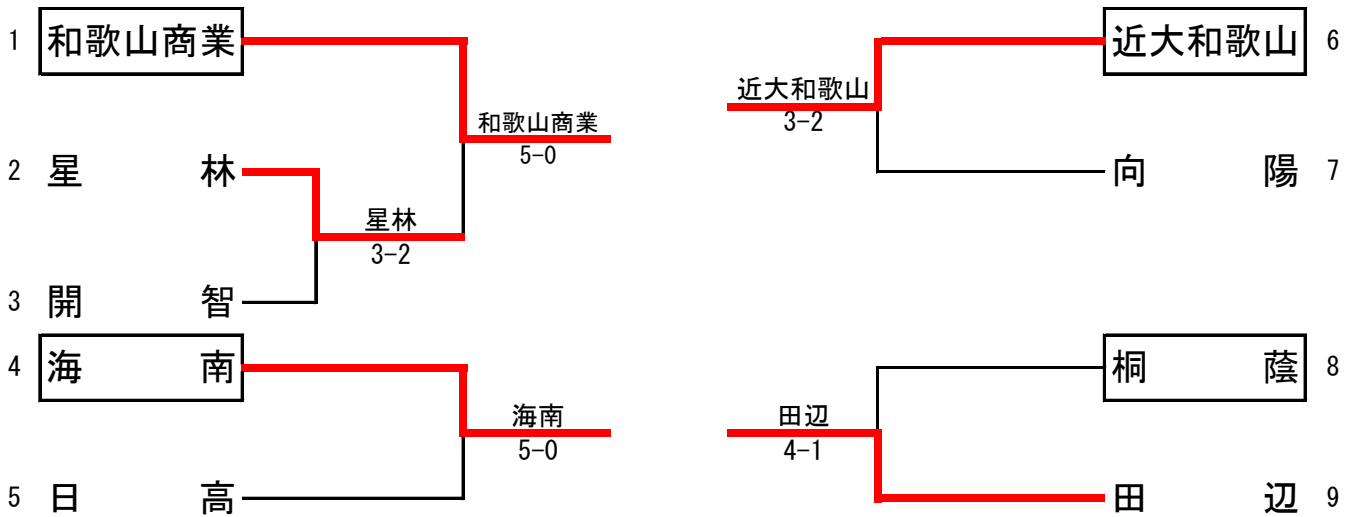 1 和歌山商業
2 星 林
3 開 智
4 海 南
5 日 高
星林
3-2
和歌山商業
5-0
海南
5-0
近大和歌山
3-2
田辺
4-1
近大和歌山 6
向 陽 7
桐 蔭 8
田 辺 9